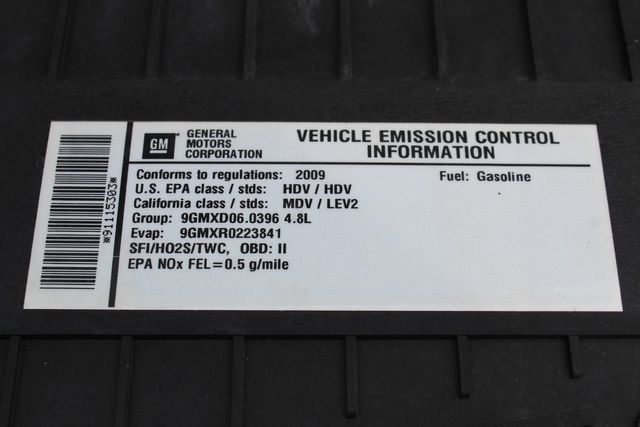 *91115303*
GM GENERAL MOTORS CORPORATION
VEHICLE EMISSION CONTROL
INFORMATION
Conforms to regulations: 2009 Fuel: Gasoline
U.S. EPA class / stds: HDV / HDV
California class / stds: MDV / LEV2
Group: 9GMXD06.0396 4.8L
Evap: 9GMXR0223841
SFI/HO2S/TWC, OBD: II
EPA NOx FEL=0.5 g/mile